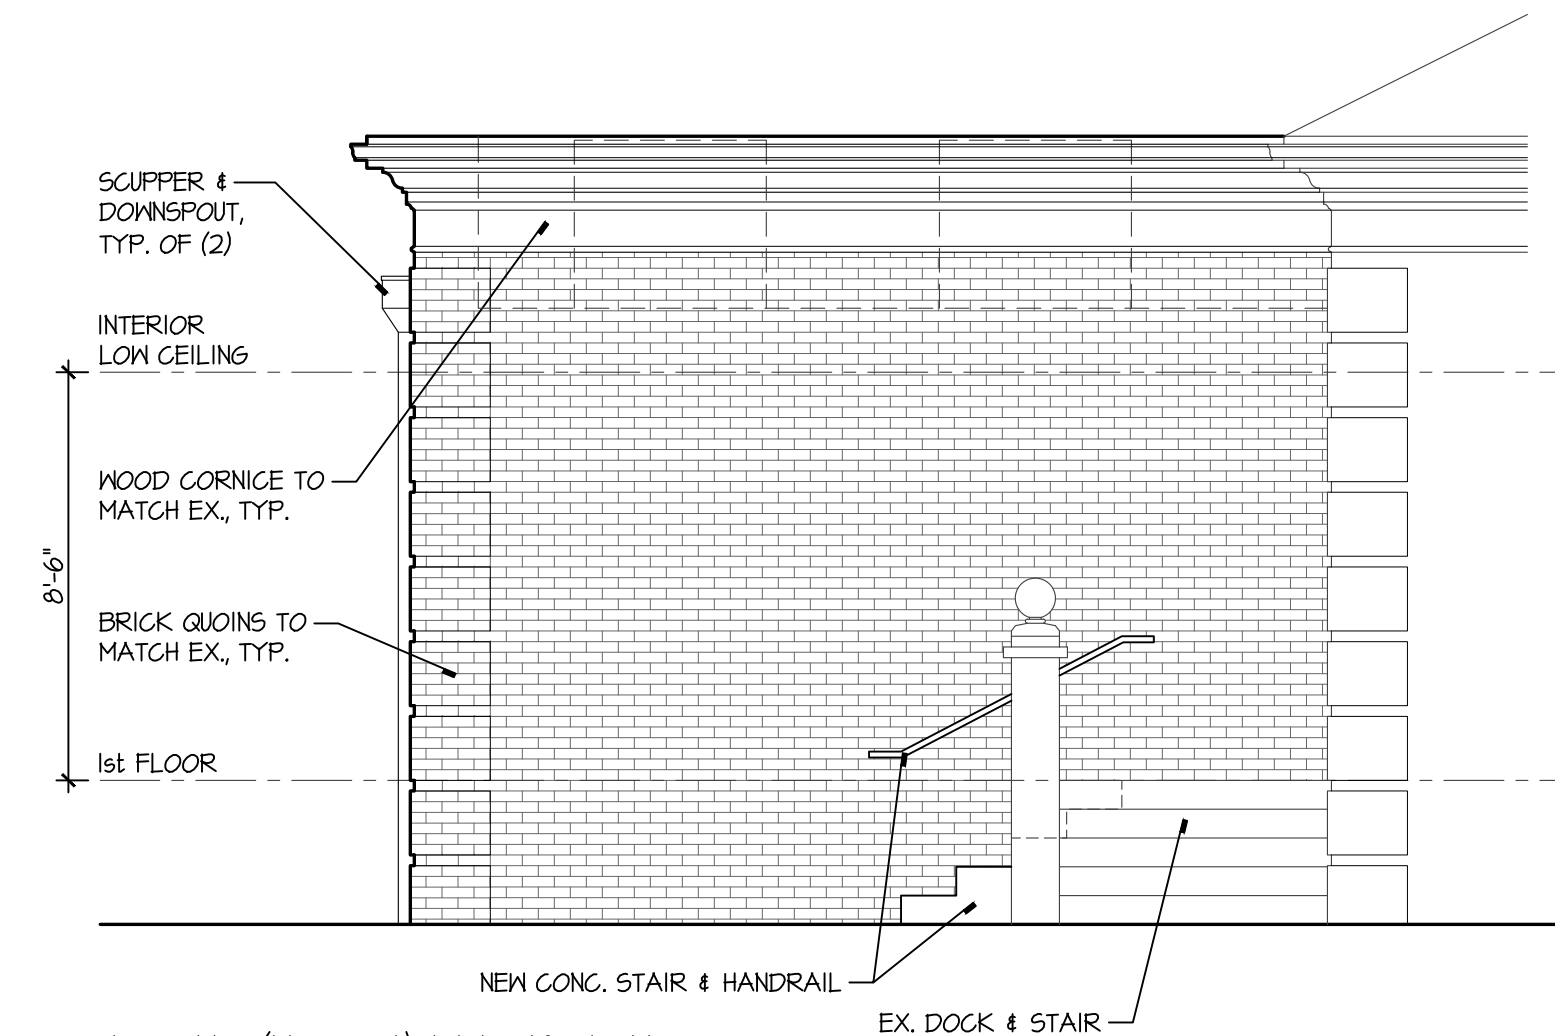 SCUPPER &
DOWNSPOUT,
TYP. OF (2)
INTERIOR
LOW CEILING
WOOD CORNICE TO
MATCH EX., TYP.
8'-6"
BRICK QUOINS TO
MATCH EX., TYP.
1st FLOOR
NEW CONC. STAIR & HANDRAIL
EX. DOCK & STAIR